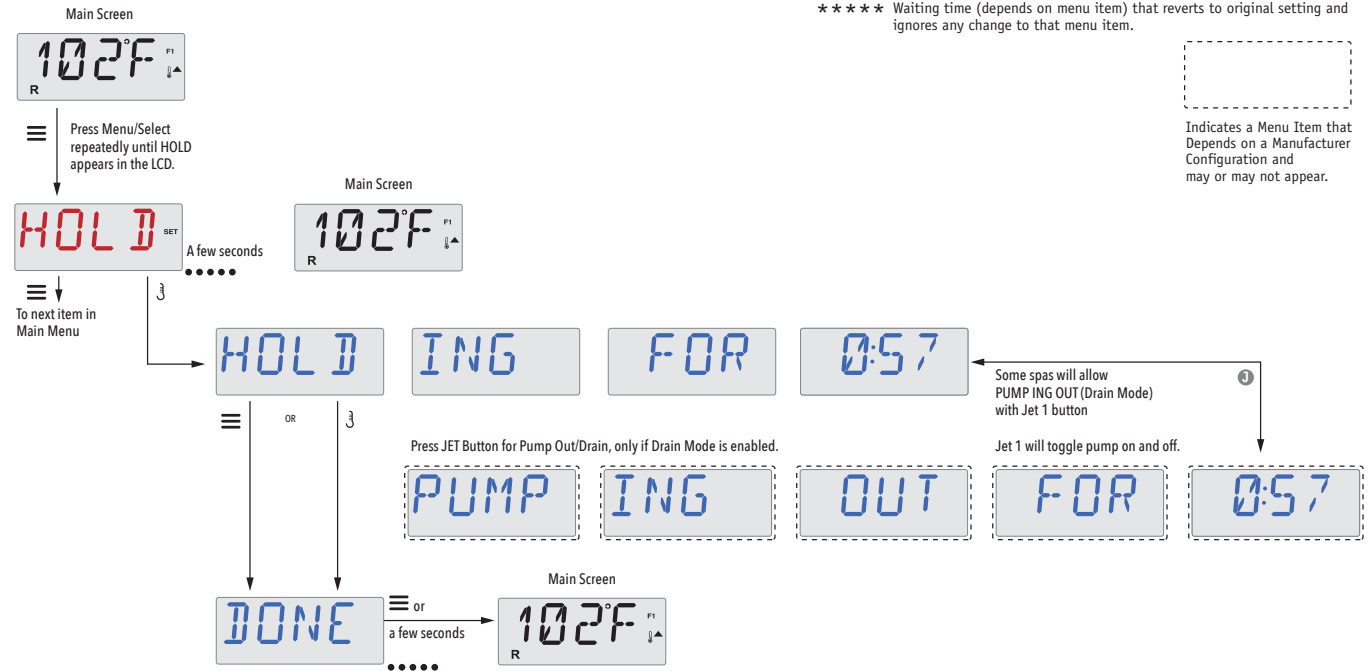 Main Screen
102°F F1
R
Press Menu/Select
repeatedly until HOLD
appears in the LCD.
***** Waiting time (depends on menu item) that reverts to original setting and
ignores any change to that menu item.
Indicates a Menu Item that
Depends on a Manufacturer
Configuration and
may or may not appear.
HOLD SET
A few seconds
Main Screen
102°F F1
R
To next item in
Main Menu
HOLD ING FOR 0:57
Some spas will allow
PUMP ING OUT (Drain Mode)
with Jet 1 button
J
OR
Press JET Button for Pump Out/Drain, only if Drain Mode is enabled.
Jet 1 will toggle pump on and off.
PUMP ING OUT FOR 0:57
DONE
or
a few seconds
Main Screen
102°F F1
R